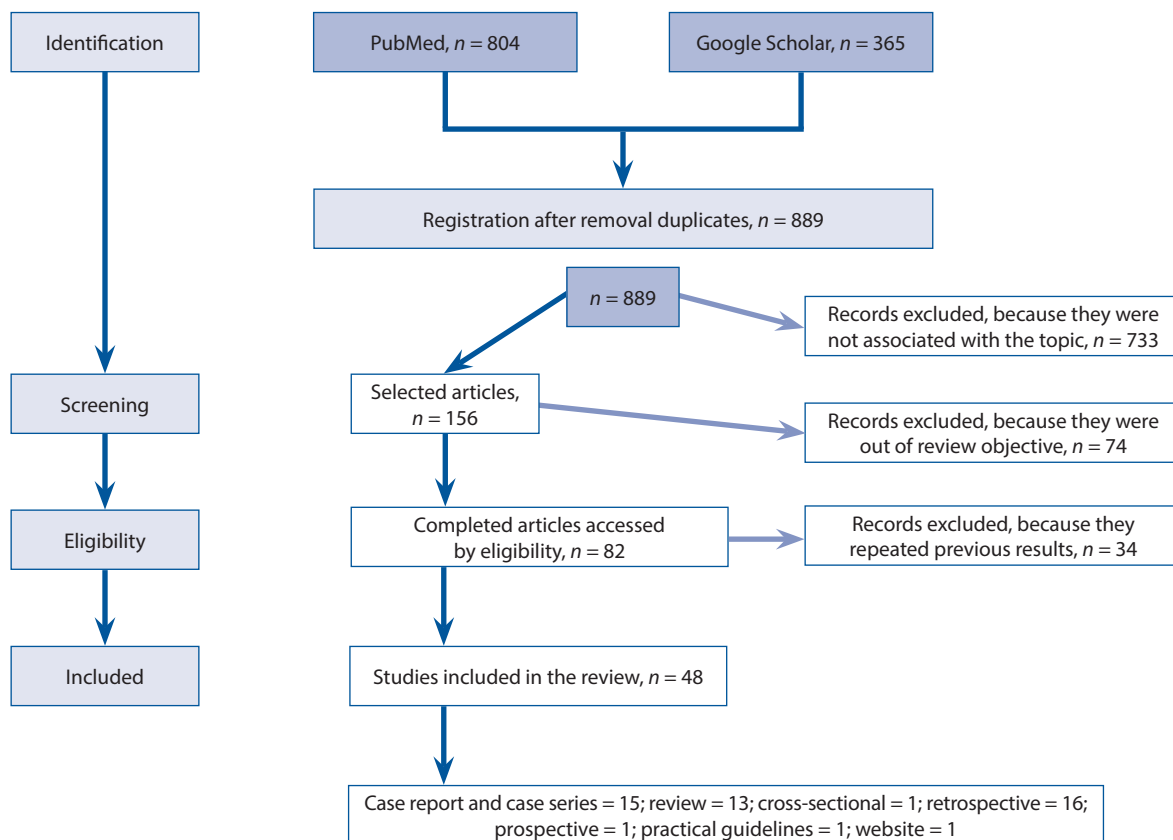 Identification
PubMed, n = 804
Google Scholar, n = 365
Registration after removal duplicates, n = 889
n = 889
Records excluded, because they were
not associated with the topic, n = 733
Screening
Selected articles,
n = 156
Records excluded, because they were
out of review objective, n = 74
Eligibility
Completed articles accessed
by eligibility, n = 82
Records excluded, because they
repeated previous results, n = 34
Included
Studies included in the review, n = 48
Case report and case series = 15; review = 13; cross-sectional = 1; retrospective = 16;
prospective = 1; practical guidelines = 1; website = 1